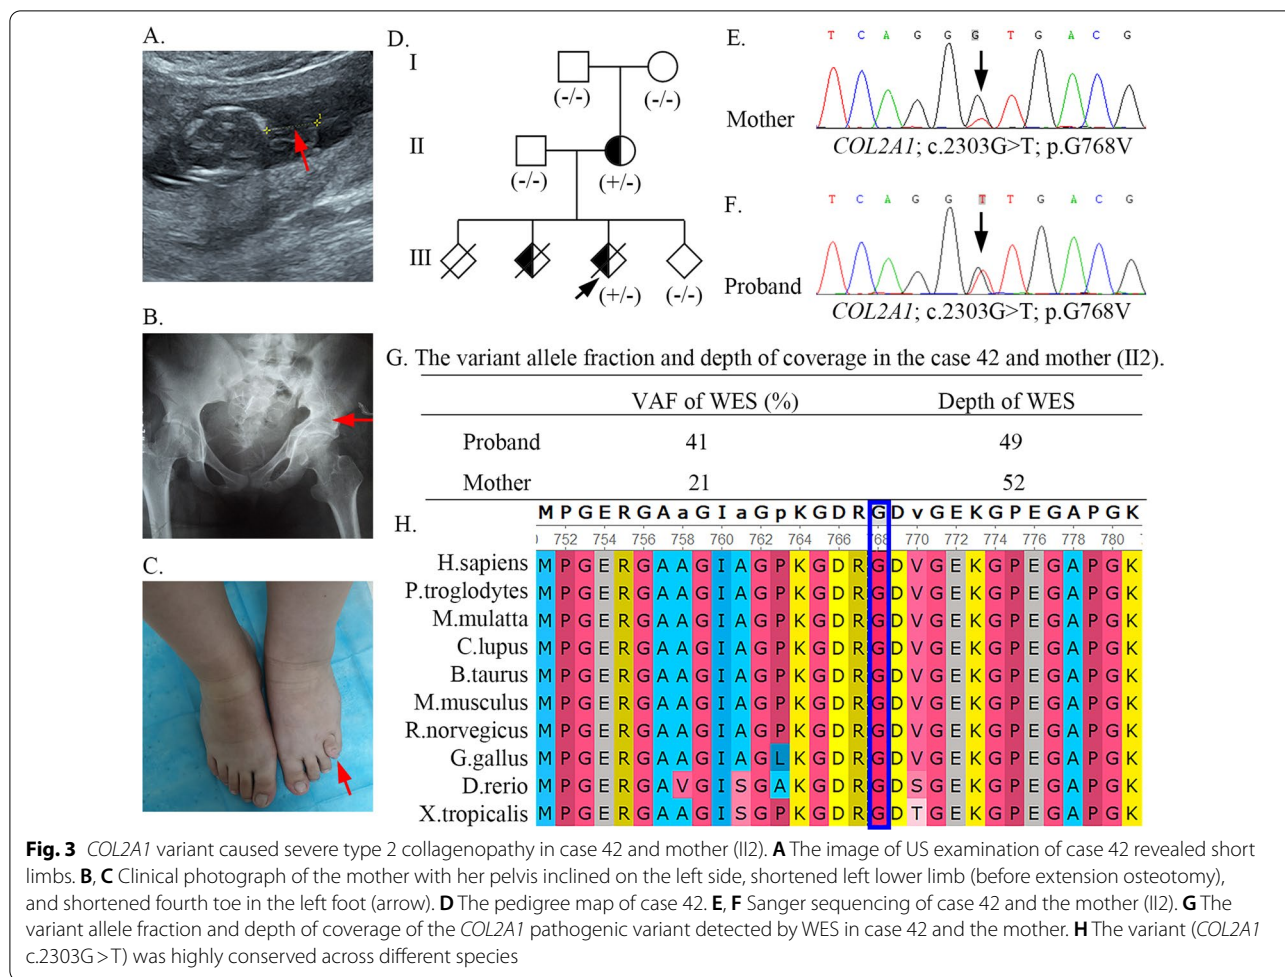 A.
B.
C.
D.
I
(-/-) (-/-)
II
(-/-) (+/-)
III
(+/-) (-/-)
E.
T C A G G G T G A C G
Mother
COL2A1; c.2303G>T; p.G768V
F.
T C A G G T T G A C G
Proband
COL2A1; c.2303G>T; p.G768V
G. The variant allele fraction and depth of coverage in the case 42 and mother (II2).
VAF of WES (%) Depth of WES
Proband 41 49
Mother 21 52
H.
M P G E R G A a G I a G p K G D R G D v G E K G P E G A P G K
752 754 756 758 760 762 764 766 768 770 772 774 776 778 780
H.sapiens M P G E R G A A G I A G P K G D R G D V G E K G P E G A P G K
P.troglodytes M P G E R G A A G I A G P K G D R G D V G E K G P E G A P G K
M.mulatta M P G E R G A A G I A G P K G D R G D V G E K G P E G A P G K
C.lupus M P G E R G A A G I A G P K G D R G D V G E K G P E G A P G K
B.taurus M P G E R G A A G I A G P K G D R G D V G E K G P E G A P G K
M.musculus M P G E R G A A G I A G P K G D R G D V G E K G P E G A P G K
R.norvegicus M P G E R G A A G I A G P K G D R G D V G E K G P E G A P G K
G.gallus M P G E R G A A G I A G L K G D R G D V G E K G P E G A P G K
D.rerio M P G E R G A V G I S G A K G D R G D S G E K G P E G A P G K
X.tropicalis M P G E R G A A G I S G P K G D R G D T G E K G P E G A P G K
Fig. 3 COL2A1 variant caused severe type 2 collagenopathy in case 42 and mother (II2). A The image of US examination of case 42 revealed short
limbs. B, C Clinical photograph of the mother with her pelvis inclined on the left side, shortened left lower limb (before extension osteotomy),
and shortened fourth toe in the left foot (arrow). D The pedigree map of case 42. E, F Sanger sequencing of case 42 and the mother (II2). G The
variant allele fraction and depth of coverage of the COL2A1 pathogenic variant detected by WES in case 42 and the mother. H The variant (COL2A1
c.2303G > T) was highly conserved across different species